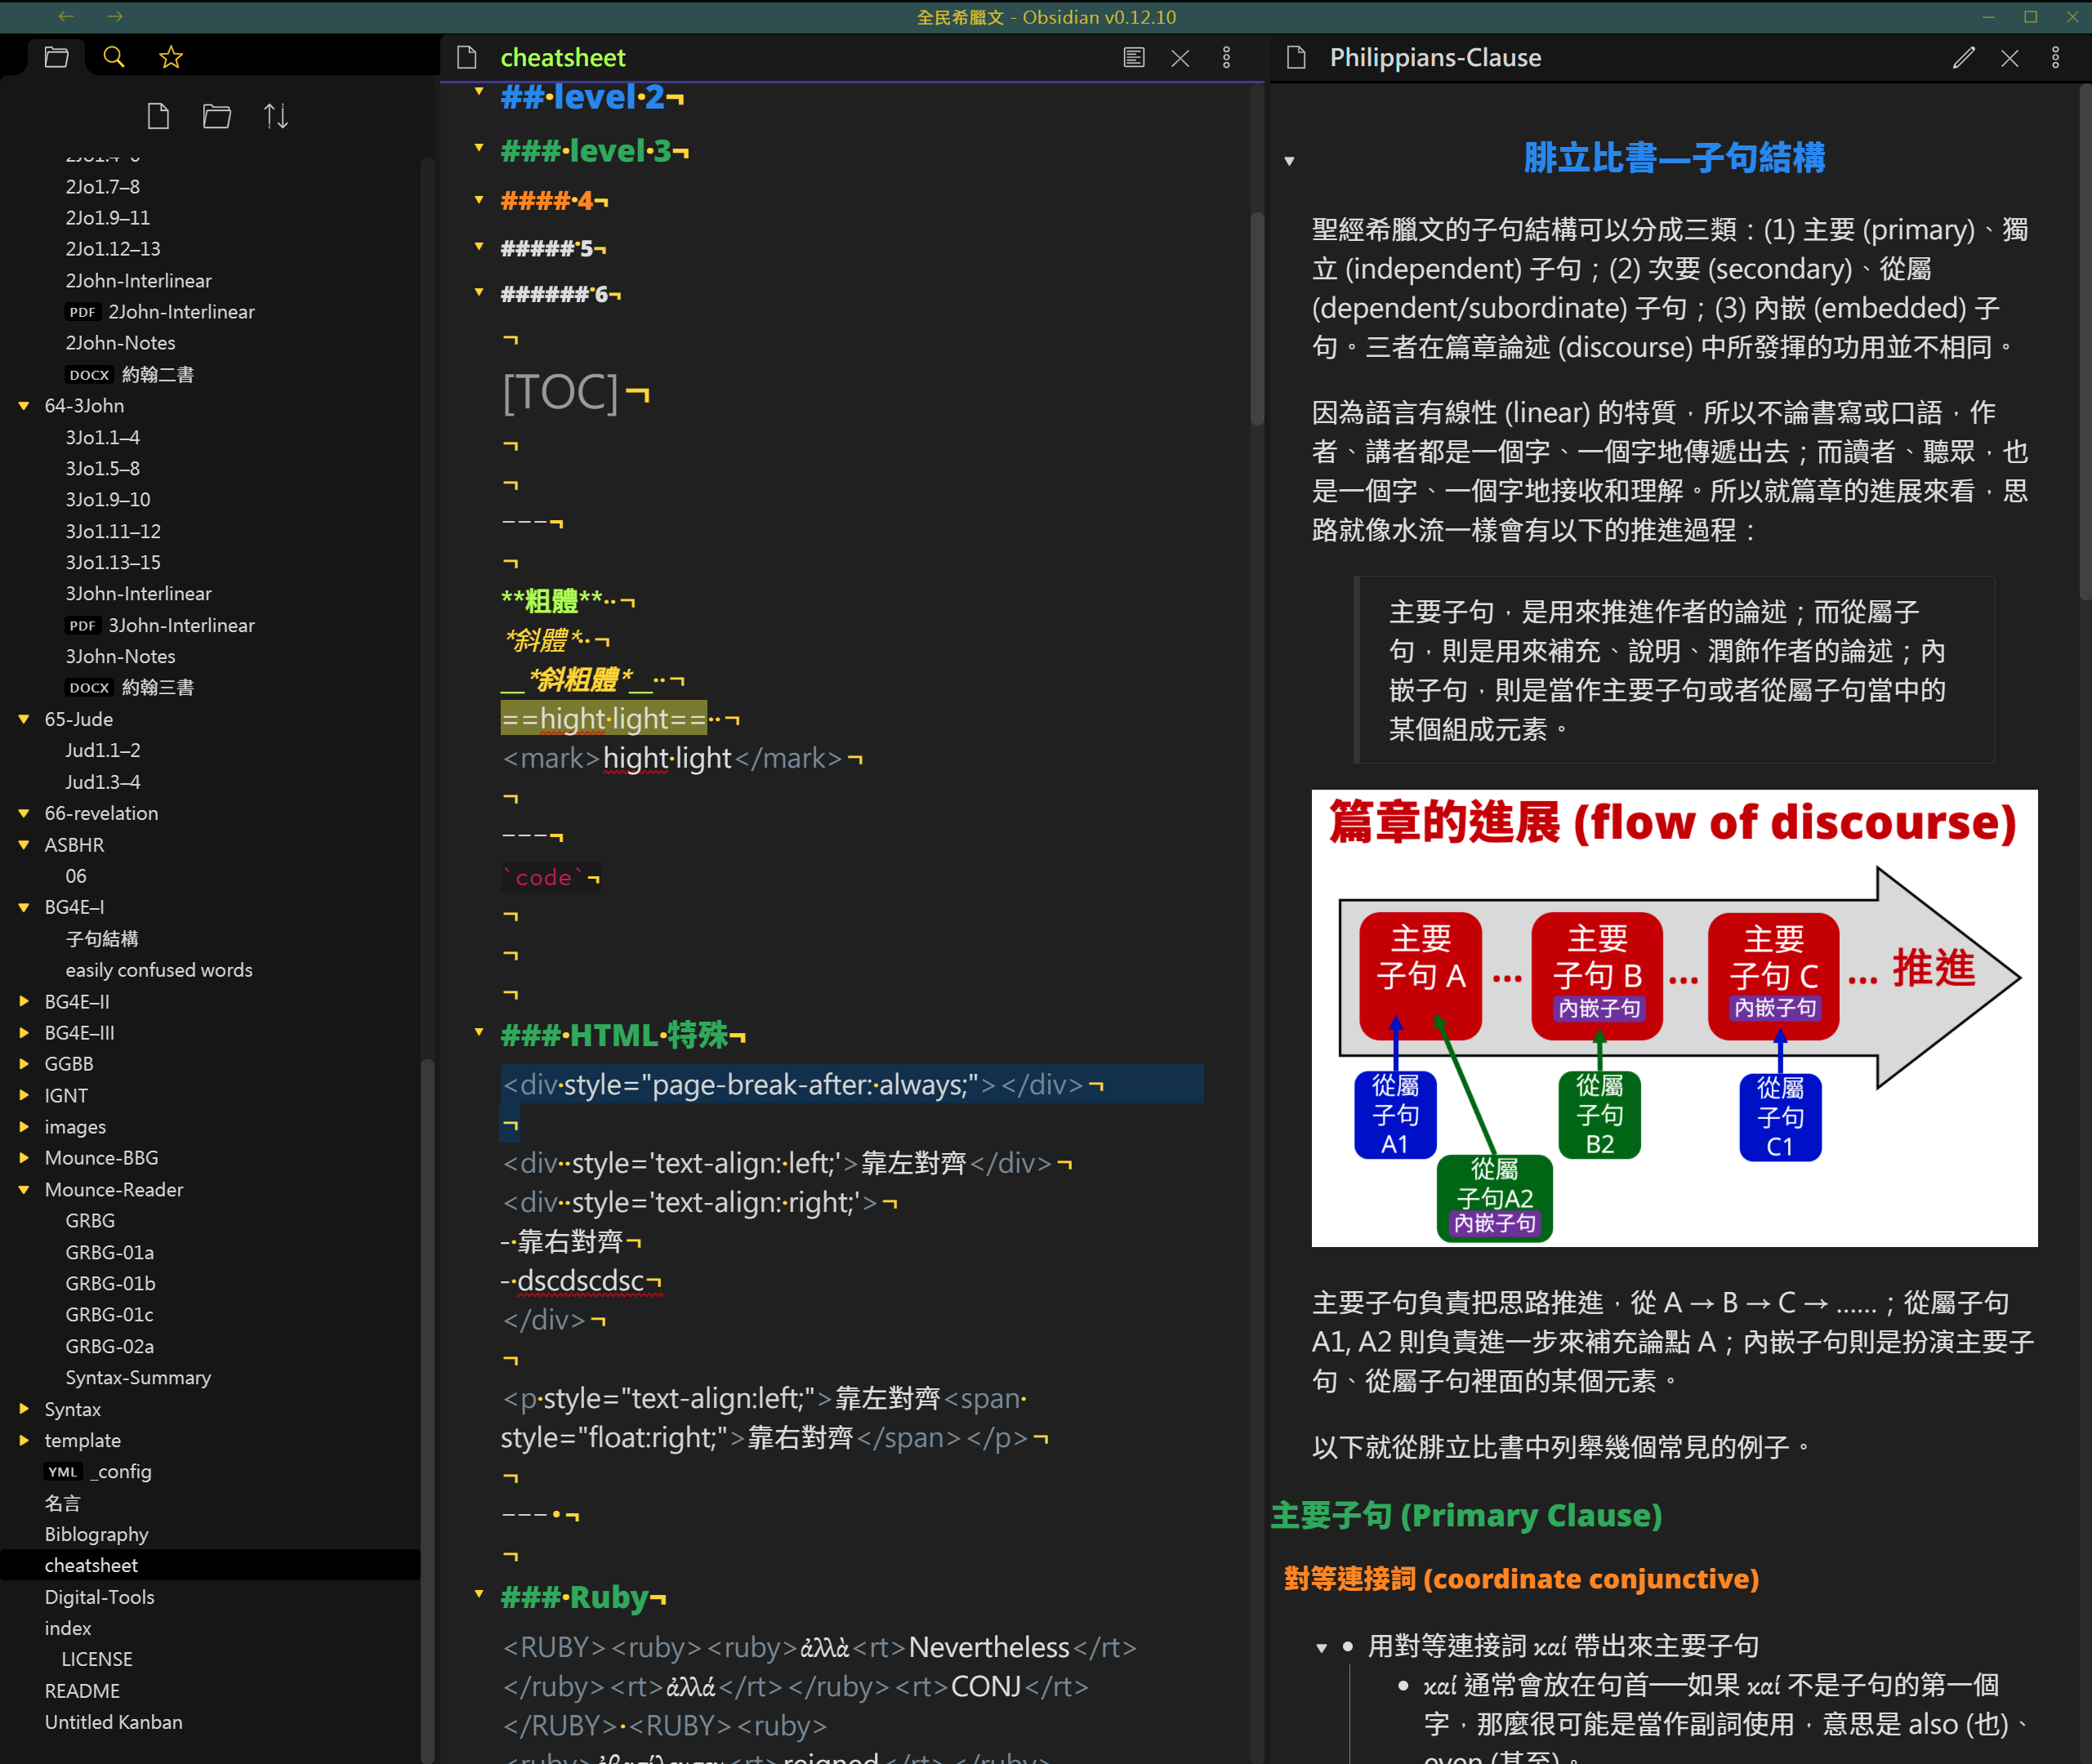 全民希臘文 - Obsidian v0.12.10
2Jo1.7–8
2Jo1.9–11
2Jo1.12–13
2John-Interlinear
PDF 2John-Interlinear
2John-Notes
DOCX 約翰二書
64-3John
3Jo1.1–4
3Jo1.5–8
3Jo1.9–10
3Jo1.11–12
3Jo1.13–15
3John-Interlinear
PDF 3John-Interlinear
3John-Notes
DOCX 約翰三書
65-Jude
Jud1.1–2
Jud1.3–4
66-revelation
ASBHR
06
BG4E–I
子句結構
easily confused words
BG4E–II
BG4E–III
GGBB
IGNT
images
Mounce-BBG
Mounce-Reader
GRBG
GRBG-01a
GRBG-01b
GRBG-01c
GRBG-02a
Syntax-Summary
Syntax
template
YML _config
名言
Biblography
cheatsheet
Digital-Tools
index
LICENSE
README
Untitled Kanban
cheatsheet
##·level·2¬
###·level·3¬
####·4¬
#####·5¬
######·6¬
¬
[TOC]¬
¬
¬
---¬
¬
**粗體**··¬
*斜體*··¬
__*斜粗體*__··¬
==hight·light==··¬
<mark>hight·light</mark>¬
¬
---¬
`code`¬
¬
¬
¬
###·HTML·特殊¬
<div·style="page-break-after:·always;"></div>¬
¬
<div··style='text-align:·left;'>靠左對齊</div>¬
<div··style='text-align:·right;'>¬
-·靠右對齊¬
-·dscdscdsc¬
</div>¬
¬
<p·style="text-align:left;">靠左對齊<span·
style="float:right;">靠右對齊</span></p>¬
¬
---·¬
¬
###·Ruby¬
<RUBY><ruby><ruby>ἀλλὰ<rt>Nevertheless</rt>
</ruby><rt>ἀλλά</rt></ruby><rt>CONJ</rt>
</RUBY>·<RUBY><ruby>
Philippians-Clause
腓立比書—子句結構
聖經希臘文的子句結構可以分成三類：(1) 主要 (primary)、獨
立 (independent) 子句；(2) 次要 (secondary)、從屬
(dependent/subordinate) 子句；(3) 內嵌 (embedded) 子
句。三者在篇章論述 (discourse) 中所發揮的功用並不相同。
因為語言有線性 (linear) 的特質，所以不論書寫或口語，作
者、講者都是一個字、一個字地傳遞出去；而讀者、聽眾，也
是一個字、一個字地接收和理解。所以就篇章的進展來看，思
路就像水流一樣會有以下的推進過程：
主要子句，是用來推進作者的論述；而從屬子
句，則是用來補充、說明、潤飾作者的論述；內
嵌子句，則是當作主要子句或者從屬子句當中的
某個組成元素。
篇章的進展 (flow of discourse)
主要
子句 A
...
主要
子句 B
內嵌子句
...
主要
子句 C
內嵌子句
... 推進
從屬
子句
A1
從屬
子句A2
內嵌子句
從屬
子句
B2
從屬
子句
C1
主要子句負責把思路推進，從 A → B → C → ……；從屬子句
A1, A2 則負責進一步來補充論點 A；內嵌子句則是扮演主要子
句、從屬子句裡面的某個元素。
以下就從腓立比書中列舉幾個常見的例子。
主要子句 (Primary Clause)
對等連接詞 (coordinate conjunctive)
• 用對等連接詞 καί 帶出來主要子句
• καί 通常會放在句首──如果 καί 不是子句的第一個
字，那麼很可能是當作副詞使用，意思是 also (也)、
even (甚至)。